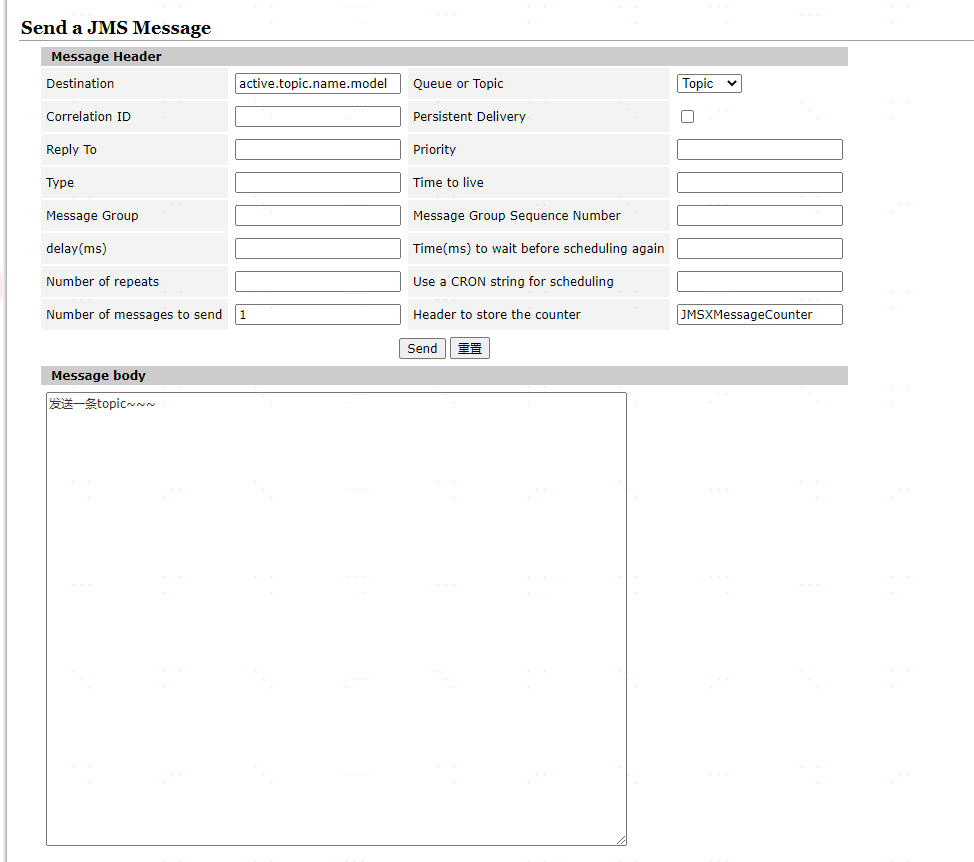 Send a JMS Message
Message Header
Destination active.topic.name.model Queue or Topic Topic
Correlation ID Persistent Delivery
Reply To Priority
Type Time to live
Message Group Message Group Sequence Number
delay(ms) Time(ms) to wait before scheduling again
Number of repeats Use a CRON string for scheduling
Number of messages to send 1 Header to store the counter JMSXMessageCounter
Send 重置
Message body
发送一条topic~~~